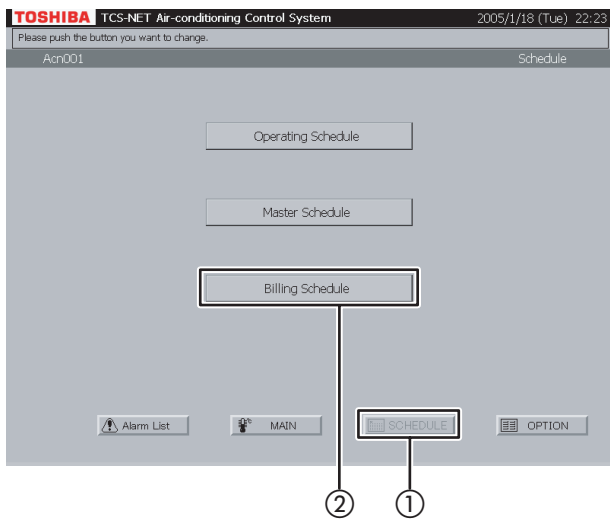 TOSHIBA TCS-NET Air-conditioning Control System 2005/1/18 (Tue) 22:23
Please push the button you want to change.
Acn001 Schedule
Operating Schedule
Master Schedule
Billing Schedule
Alarm List MAIN SCHEDULE OPTION
② ①